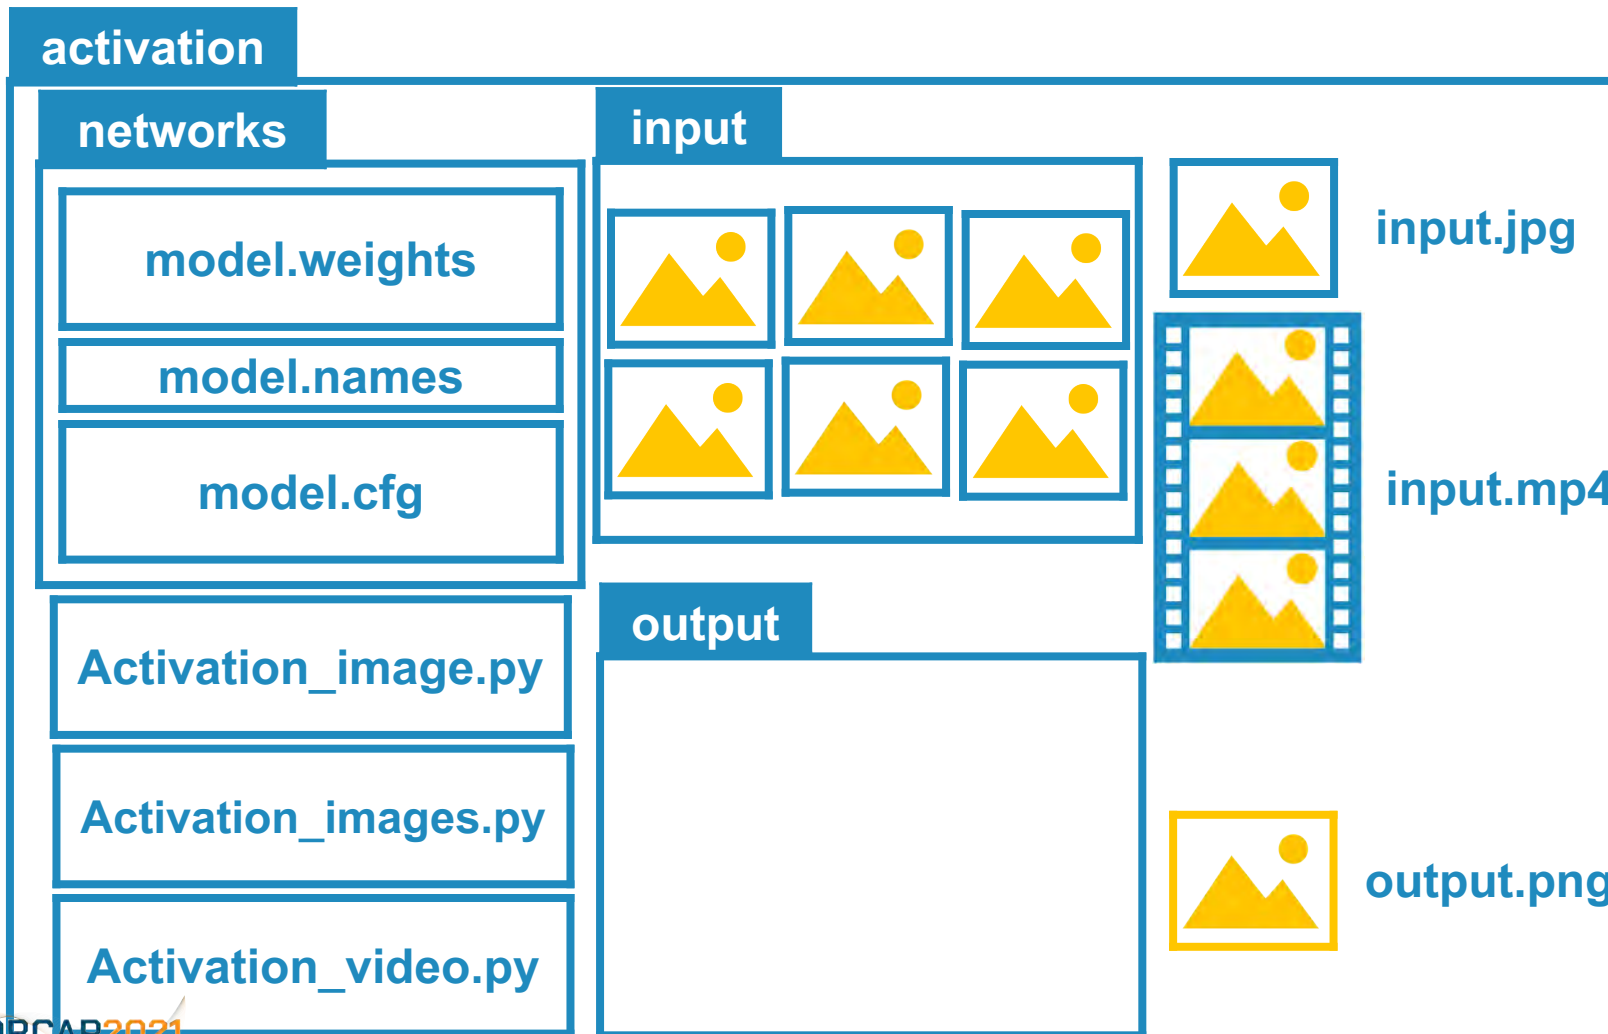 activation
networks
model.weights
model.names
model.cfg
Activation_image.py
Activation_images.py
Activation_video.py
input
output
input.jpg
input.mp4
output.png
2021